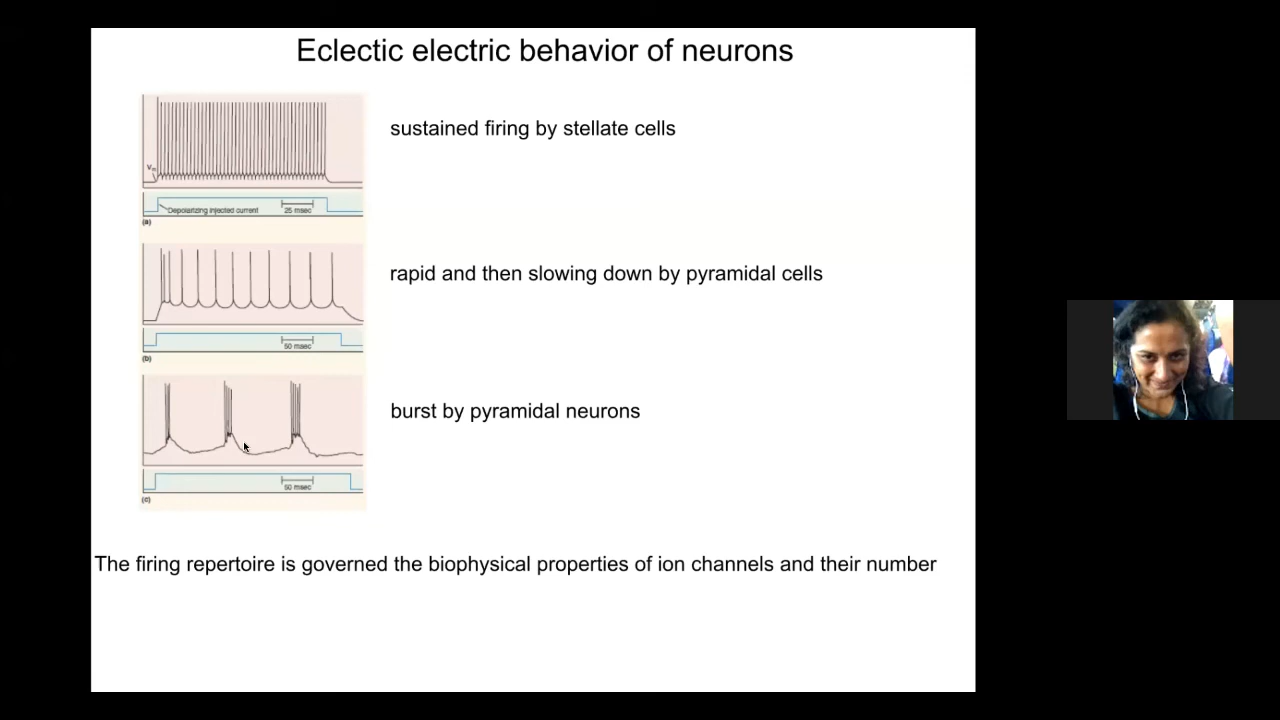 Eclectic electric behavior of neurons
sustained firing by stellate cells
Depolarizing injected current
25 msec
(a)
rapid and then slowing down by pyramidal cells
50 msec
(b)
burst by pyramidal neurons
50 msec
(c)
The firing repertoire is governed the biophysical properties of ion channels and their number